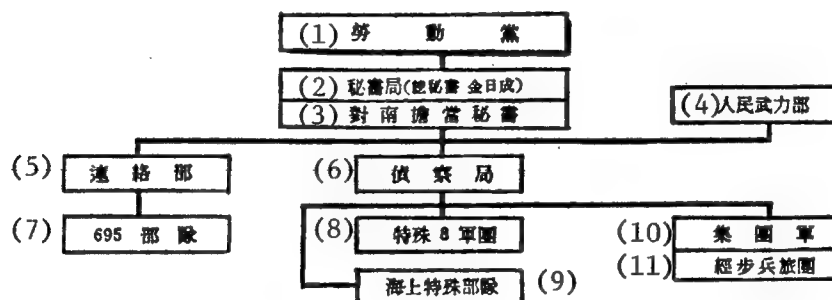 (1) 勞動黨
(2) 秘書局(總秘書 金日成)
(3) 對南擔當秘書
(4) 人民武力部
(5) 連絡部
(6) 偵察局
(7) 695 部隊
(8) 特殊 8 軍團
(10) 集團軍
(11) 經步兵旅團
海上特殊部隊 (9)